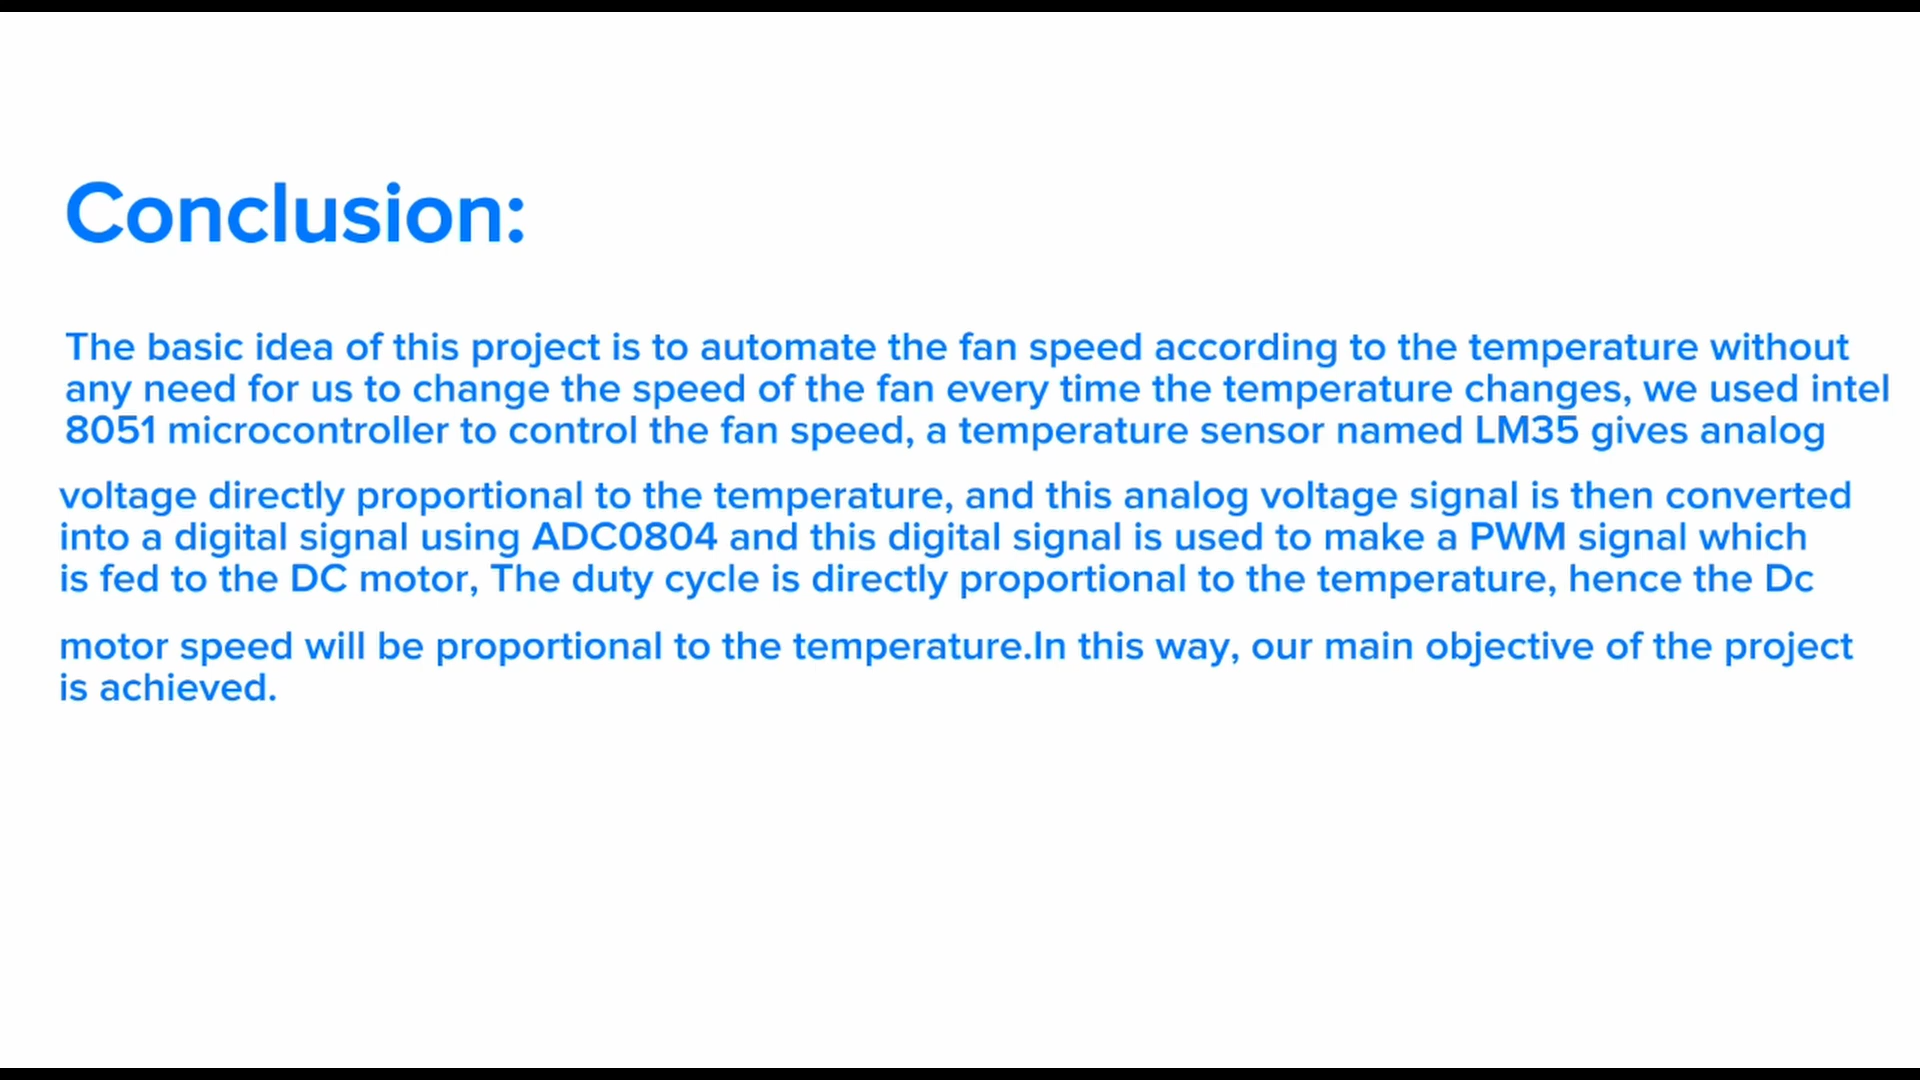 Conclusion:
The basic idea of this project is to automate the fan speed according to the temperature without
any need for us to change the speed of the fan every time the temperature changes, we used intel
8051 microcontroller to control the fan speed, a temperature sensor named LM35 gives analog
voltage directly proportional to the temperature, and this analog voltage signal is then converted
into a digital signal using ADC0804 and this digital signal is used to make a PWM signal which
is fed to the DC motor, The duty cycle is directly proportional to the temperature, hence the Dc
motor speed will be proportional to the temperature.In this way, our main objective of the project
is achieved.